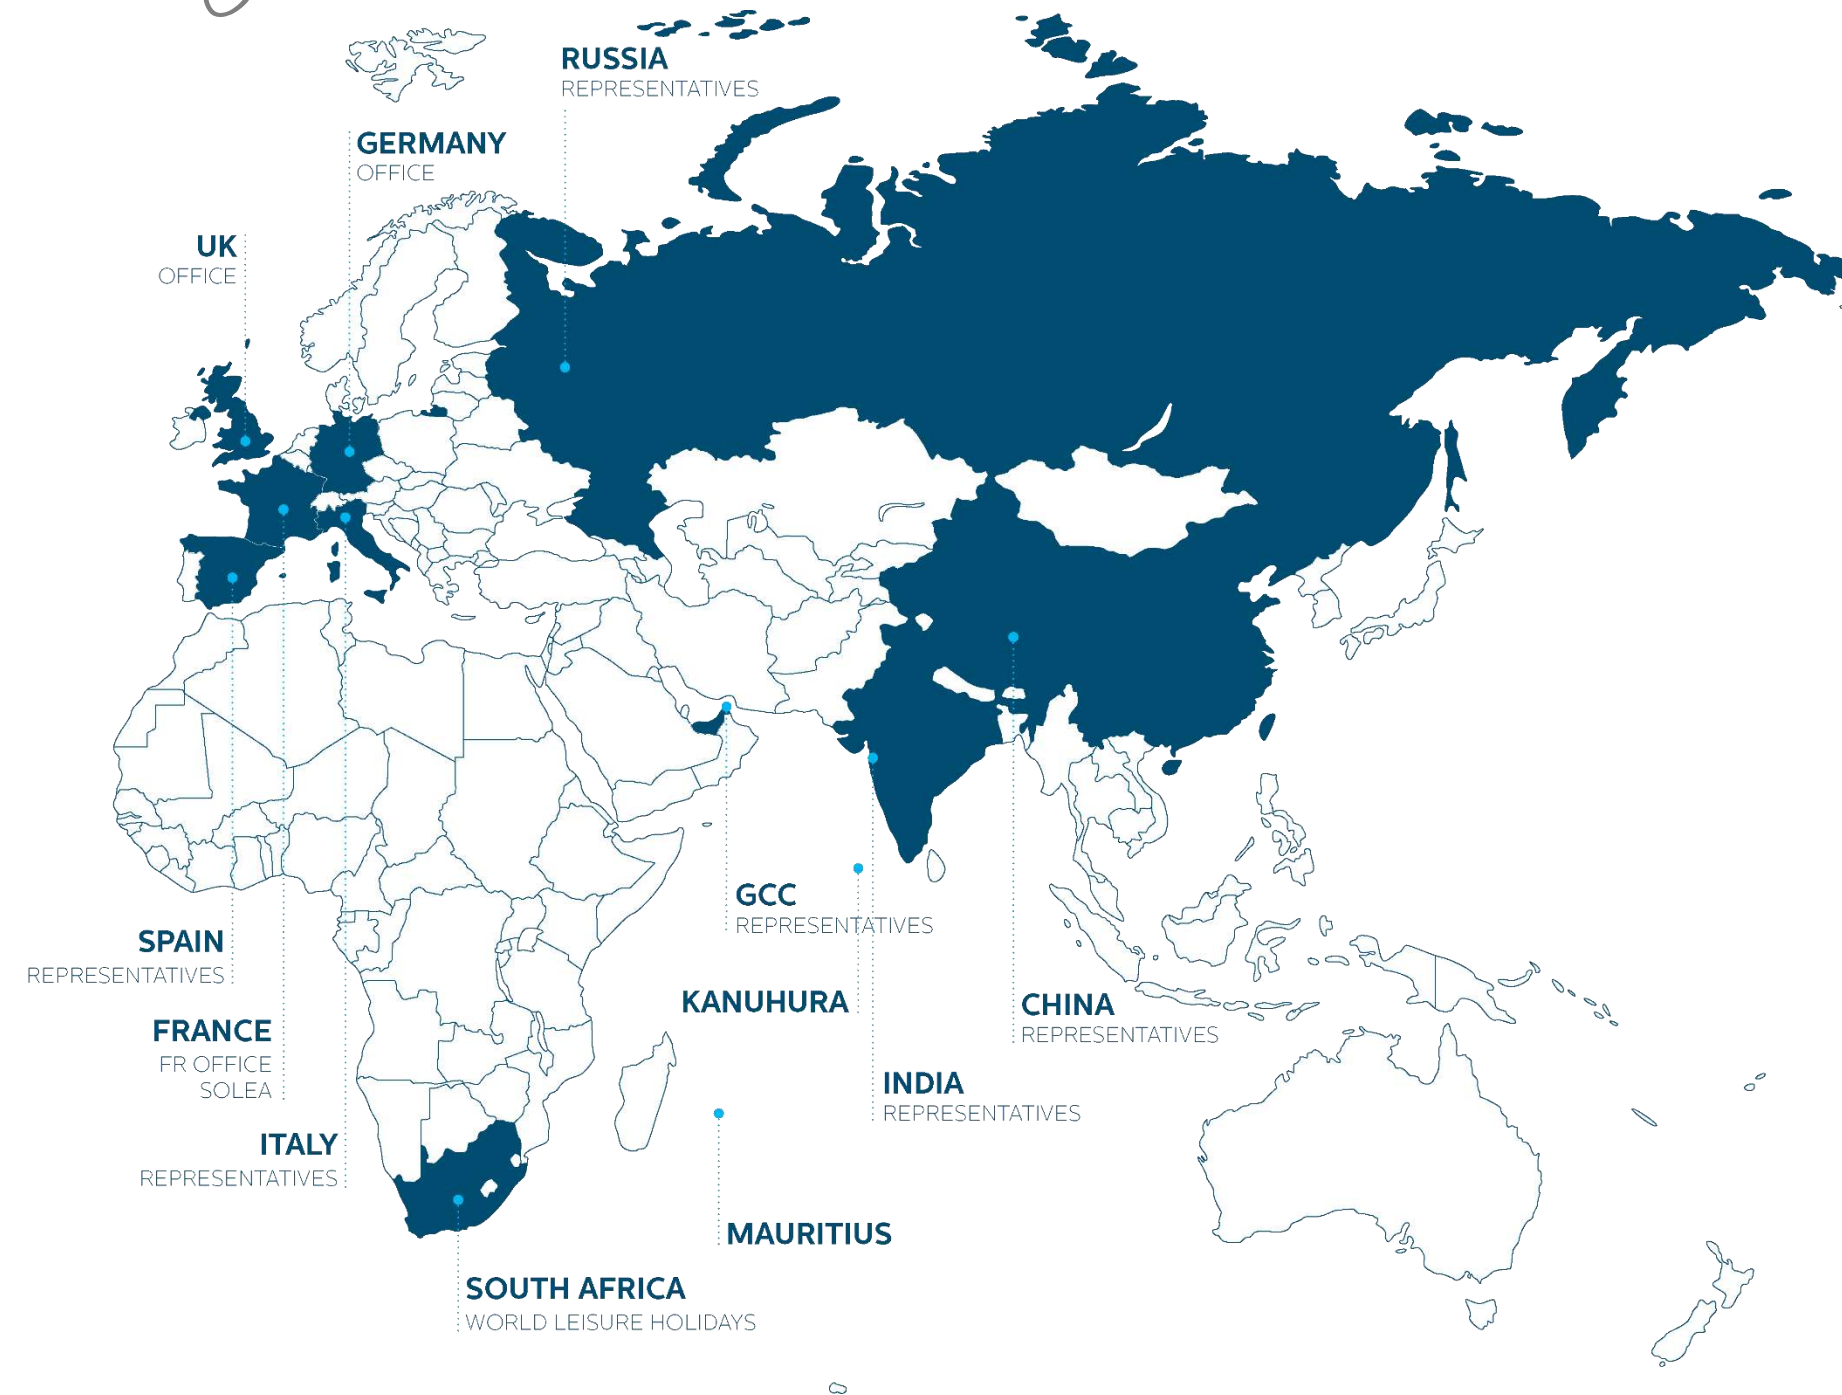 RUSSIA
REPRESENTATIVES
GERMANY
OFFICE
UK
OFFICE
GCC
REPRESENTATIVES
SPAIN
REPRESENTATIVES
KANUHURA
CHINA
REPRESENTATIVES
FRANCE
FR OFFICE
SOLEA
INDIA
REPRESENTATIVES
ITALY
REPRESENTATIVES
MAURITIUS
SOUTH AFRICA
WORLD LEISURE HOLIDAYS